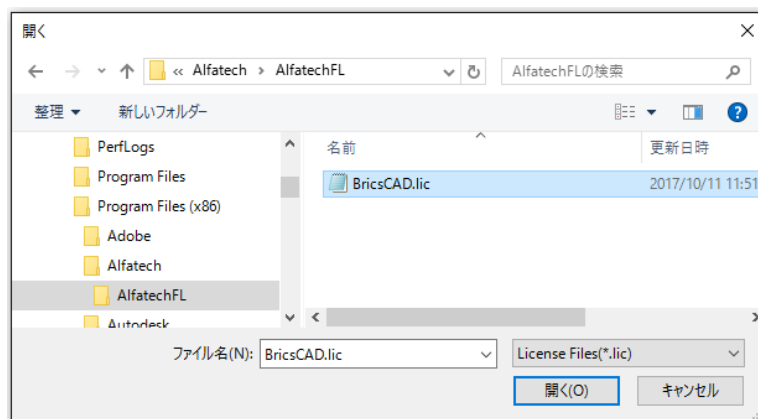 開く
« Alfatech › AlfatechFL
AlfatechFLの検索
整理
新しいフォルダー
PerfLogs
Program Files
Program Files (x86)
Adobe
Alfatech
AlfatechFL
Autodesk
名前
更新日時
BricsCAD.lic
2017/10/11 11:51
ファイル名(N):
BricsCAD.lic
License Files(*.lic)
開く(O)
キャンセル